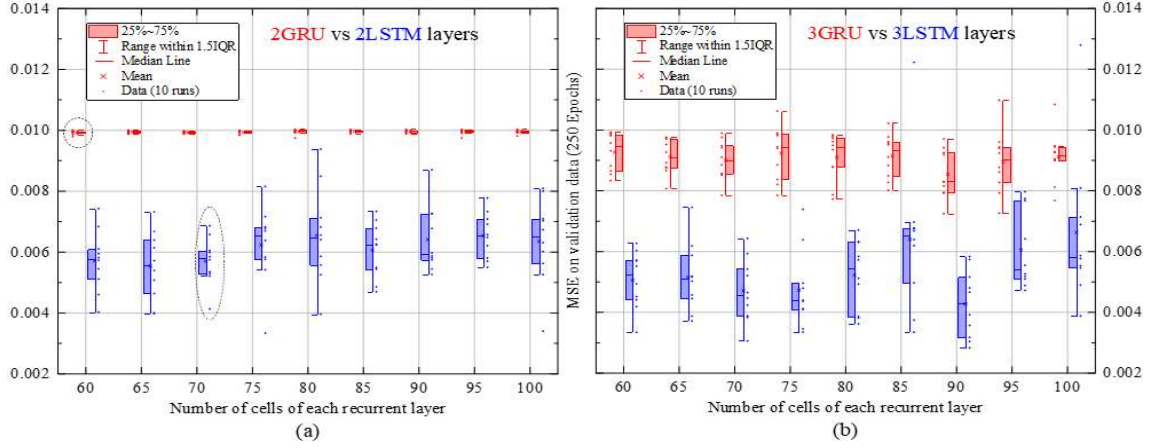 2GRU vs 2LSTM layers
25%~75%
Range within 1.5IQR
Median Line
Mean
Data (10 runs)
0.014
0.012
0.010
0.008
0.006
0.004
0.002
60 65 70 75 80 85 90 95 100
Number of cells of each recurrent layer
(a)
MSE on validation data (250 Epochs)
3GRU vs 3LSTM layers
25%~75%
Range within 1.5IQR
Median Line
Mean
Data (10 runs)
0.014
0.012
0.010
0.008
0.006
0.004
0.002
60 65 70 75 80 85 90 95 100
Number of cells of each recurrent layer
(b)